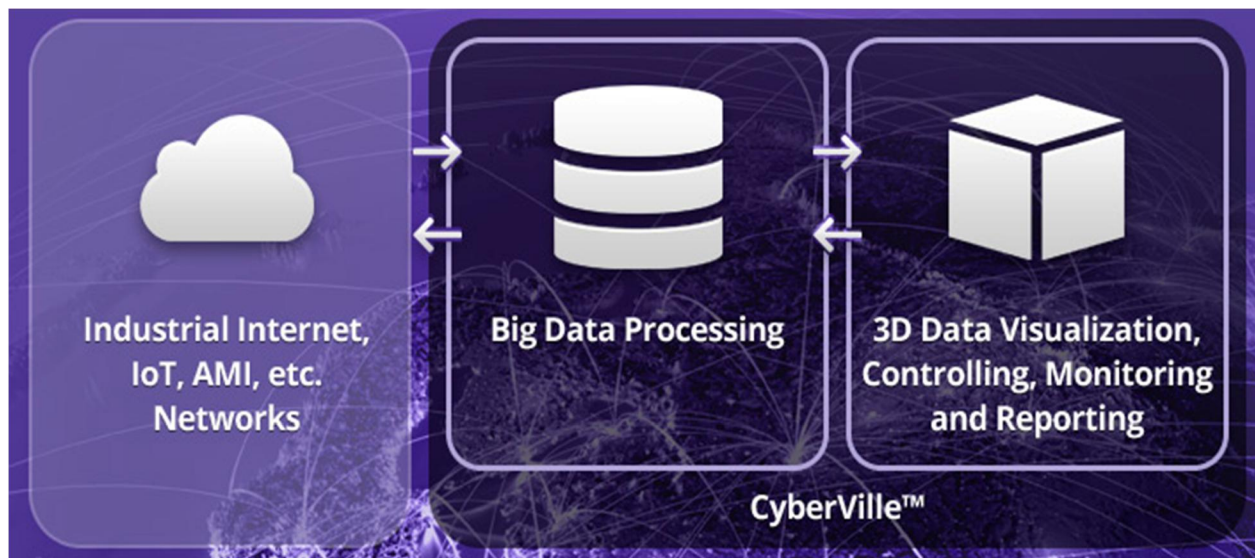 Industrial Internet,
IoT, AMI, etc.
Networks
Big Data Processing
3D Data Visualization,
Controlling, Monitoring
and Reporting
CyberVille™